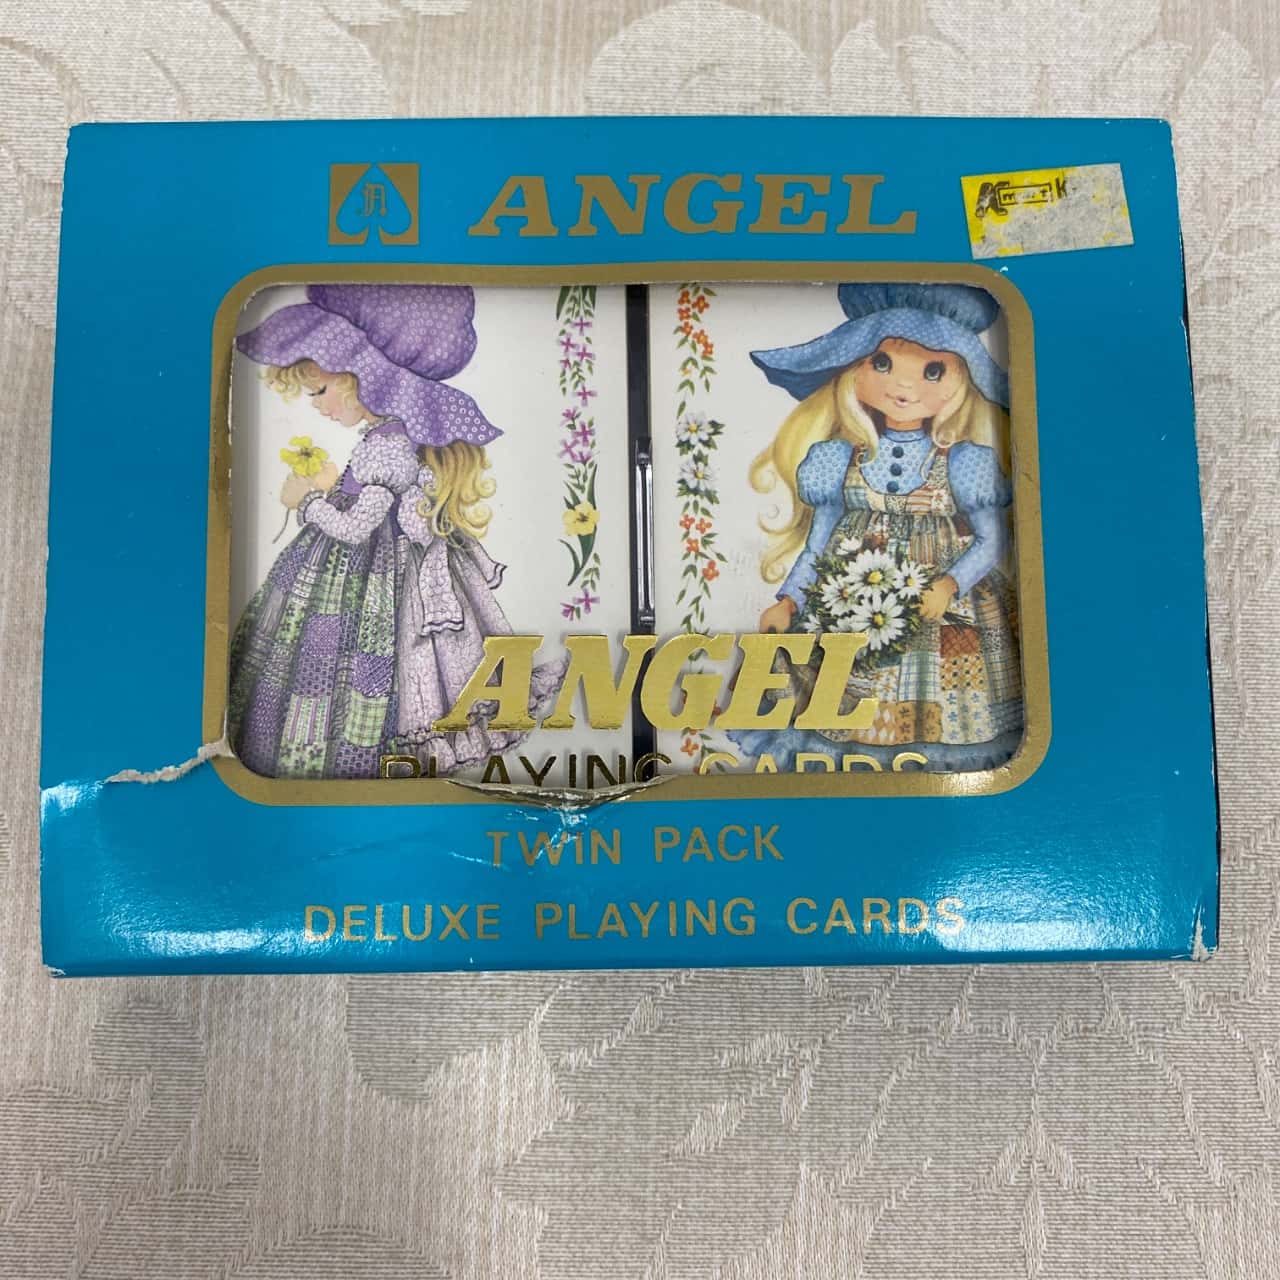 A ANGEL
ANGEL
PLAYING CARDS
TWIN PACK
DELUXE PLAYING CARDS